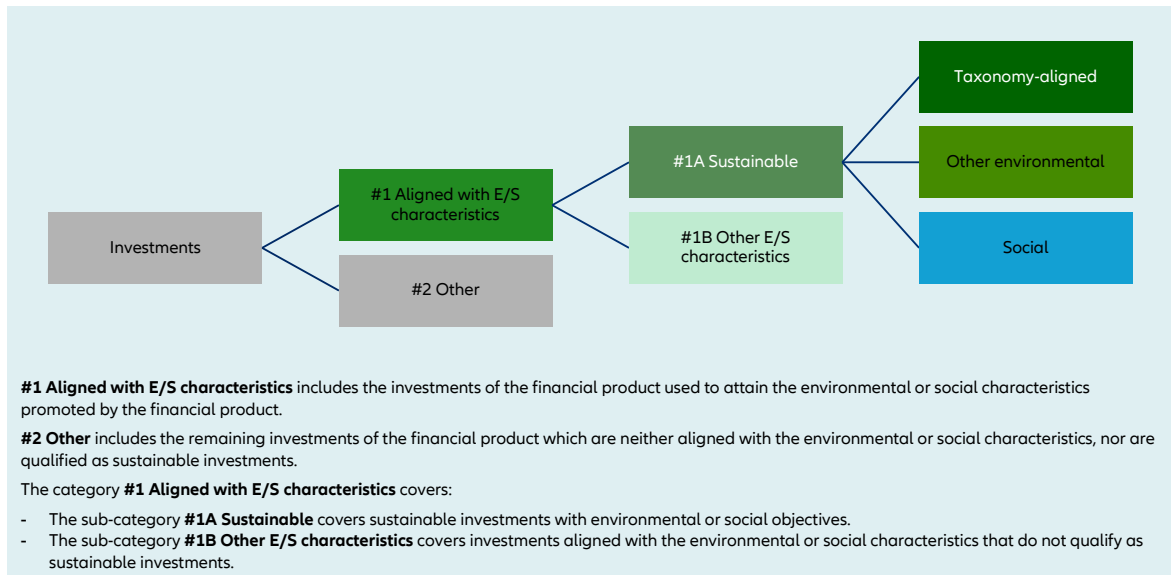 Taxonomy-aligned
#1A Sustainable
Other environmental
#1 Aligned with E/S
characteristics
#1B Other E/S
characteristics
Investments
Social
#2 Other
#1 Aligned with E/S characteristics includes the investments of the financial product used to attain the environmental or social characteristics
promoted by the financial product.
#2 Other includes the remaining investments of the financial product which are neither aligned with the environmental or social characteristics, nor are
qualified as sustainable investments.
The category #1 Aligned with E/S characteristics covers:
- The sub-category #1A Sustainable covers sustainable investments with environmental or social objectives.
- The sub-category #1B Other E/S characteristics covers investments aligned with the environmental or social characteristics that do not qualify as
sustainable investments.